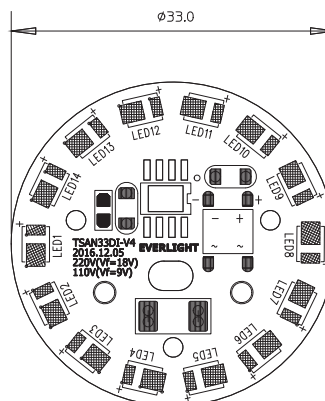 ø33.0
LED12
LED11
LED13
LED10
LED14
LED9
- +
- +
~ ~
TSAN33DI-V4
2016.12.05
220V(Vf=18V)
110V(Vf=9V)
EVERLIGHT
LED1
LED8
LED2
LED7
LED3
LED6
LED4
LED5